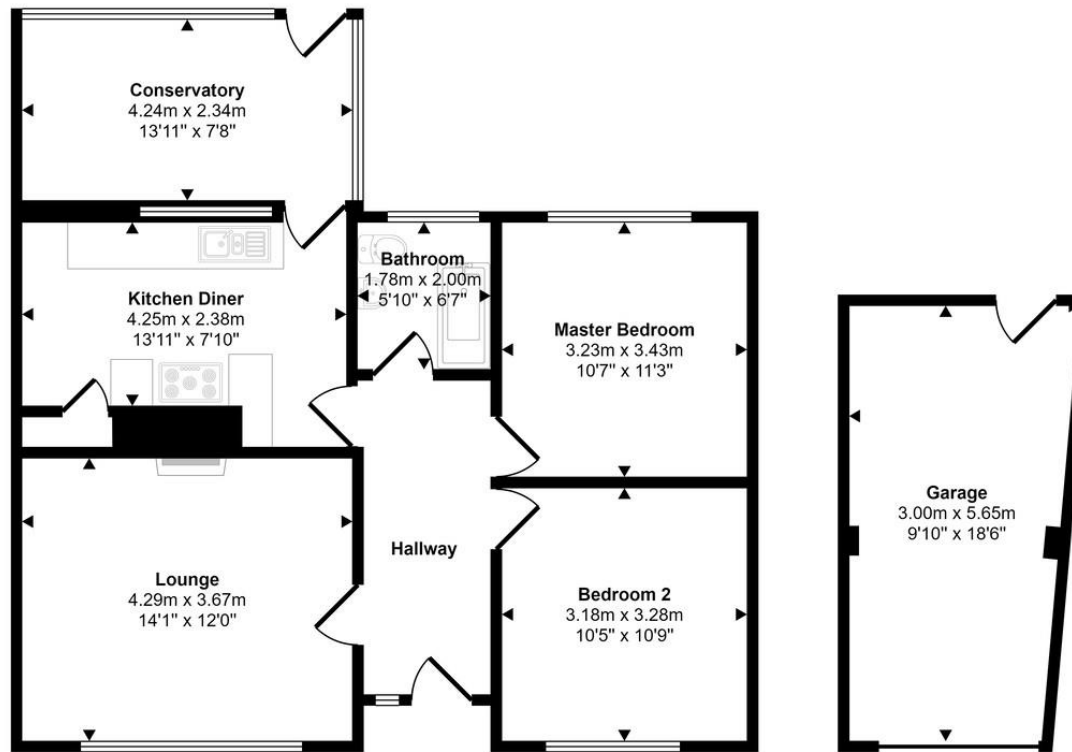 Conservatory
4.24m x 2.34m
13'11" x 7'8"
Kitchen Diner
4.25m x 2.38m
13'11" x 7'10"
Bathroom
1.78m x 2.00m
5'10" x 6'7"
Master Bedroom
3.23m x 3.43m
10'7" x 11'3"
Lounge
4.29m x 3.67m
14'1" x 12'0"
Hallway
Bedroom 2
3.18m x 3.28m
10'5" x 10'9"
Garage
3.00m x 5.65m
9'10" x 18'6"